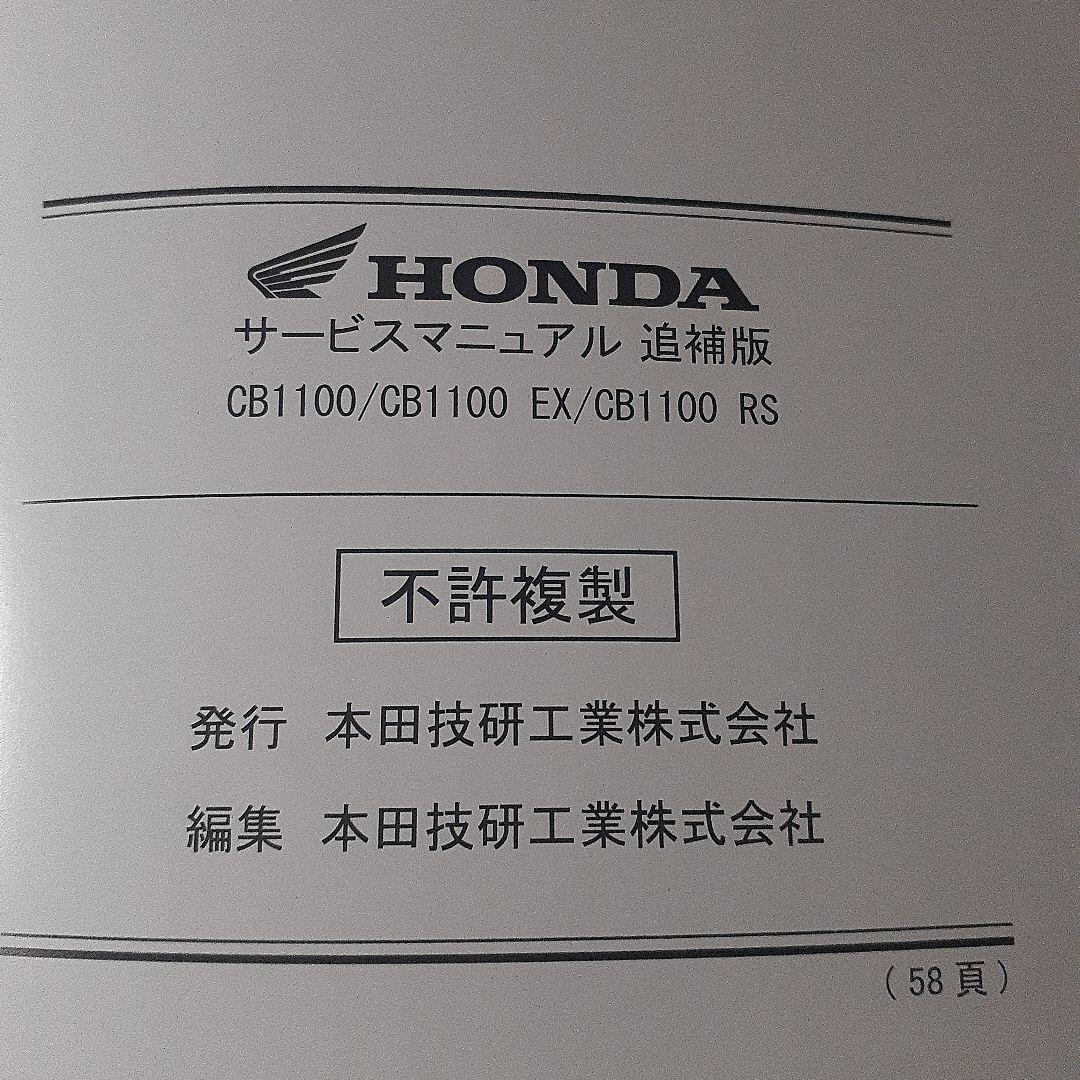 HONDA
サービスマニュアル 追補版
CB1100/CB1100 EX/CB1100 RS
不許複製
発行 本田技研工業株式会社
編集 本田技研工業株式会社
(58頁)